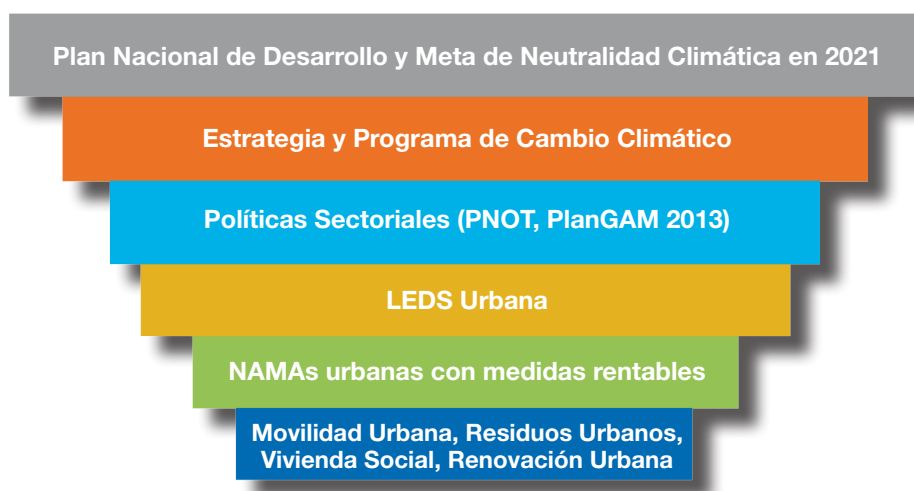 Plan Nacional de Desarrollo y Meta de Neutralidad Climática en 2021
Estrategia y Programa de Cambio Climático
Políticas Sectoriales (PNOT, PlanGAM 2013)
LEDS Urbana
NAMAs urbanas con medidas rentables
Movilidad Urbana, Residuos Urbanos,
Vivienda Social, Renovación Urbana